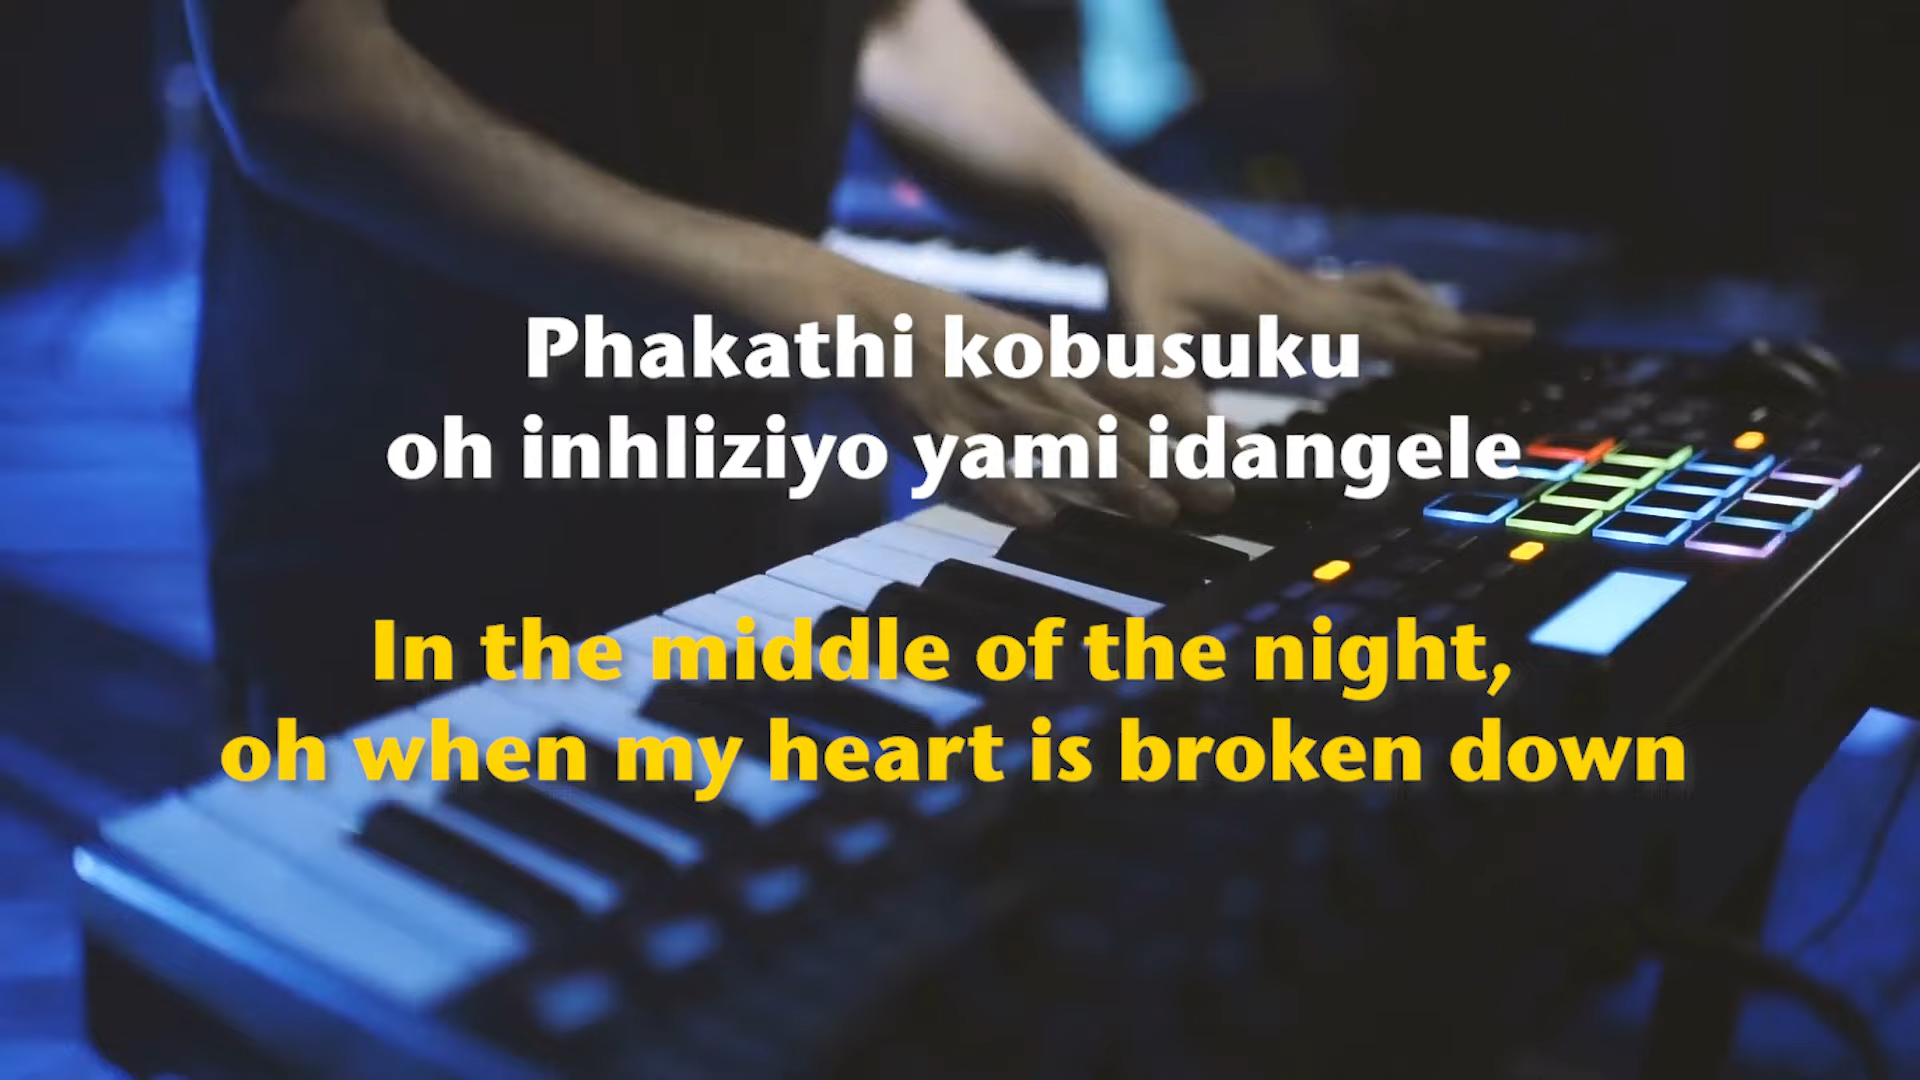 Phakathi kobusuku
oh inhliziyo yami idangele
In the middle of the night,
oh when my heart is broken down